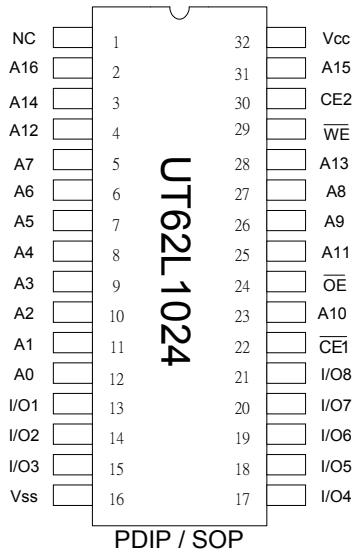 NC 1 32 Vcc
A16 2 31 A15
A14 3 30 CE2
A12 4 29 W̅E̅
A7 5 28 A13
A6 6 27 A8
A5 7 26 A9
A4 8 25 A11
A3 9 24 O̅E̅
A2 10 23 A10
A1 11 22 C̅E̅1̅
A0 12 21 I/O8
I/O1 13 20 I/O7
I/O2 14 19 I/O6
I/O3 15 18 I/O5
Vss 16 17 I/O4
UT62L1024
PDIP / SOP